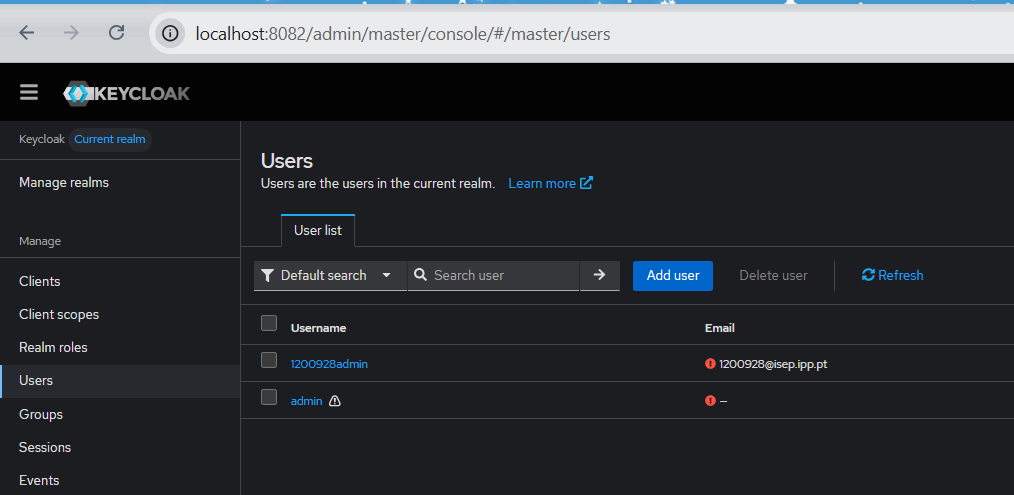 localhost:8082/admin/master/console/#/master/users
KEYCLOAK
Keycloak Current realm
Manage realms
Manage
Clients
Client scopes
Realm roles
Users
Groups
Sessions
Events
Users
Users are the users in the current realm. Learn more
User list
Default search Search user Add user Delete user Refresh
Username Email
1200928admin 1200928@isep.ipp.pt
admin –